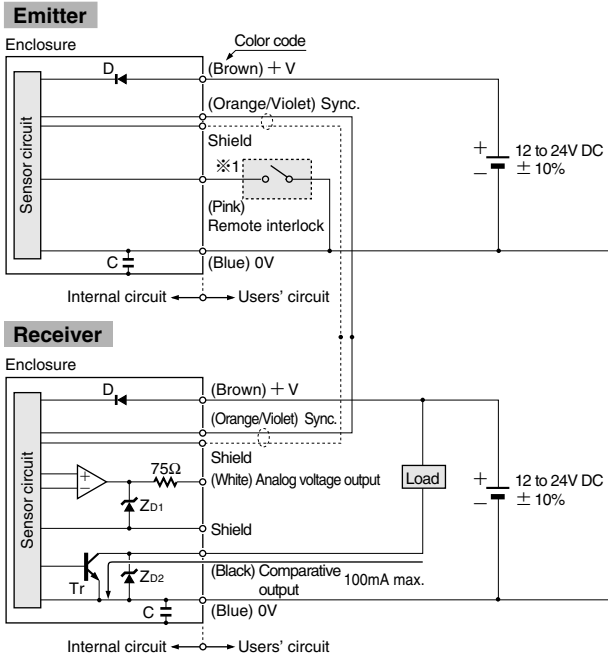 Emitter
Enclosure
Color code
D
(Brown) + V
(Orange/Violet) Sync.
Shield
※1
Sensor circuit
+
−
12 to 24V DC
± 10%
(Pink)
Remote interlock
C
(Blue) 0V
Internal circuit
Users' circuit
Receiver
Enclosure
D
(Brown) + V
(Orange/Violet) Sync.
Shield
75Ω
(White) Analog voltage output
Load
+
−
12 to 24V DC
± 10%
Sensor circuit
+
−
ZD1
Shield
Tr
ZD2
(Black) Comparative
output
100mA max.
C
(Blue) 0V
Internal circuit
Users' circuit